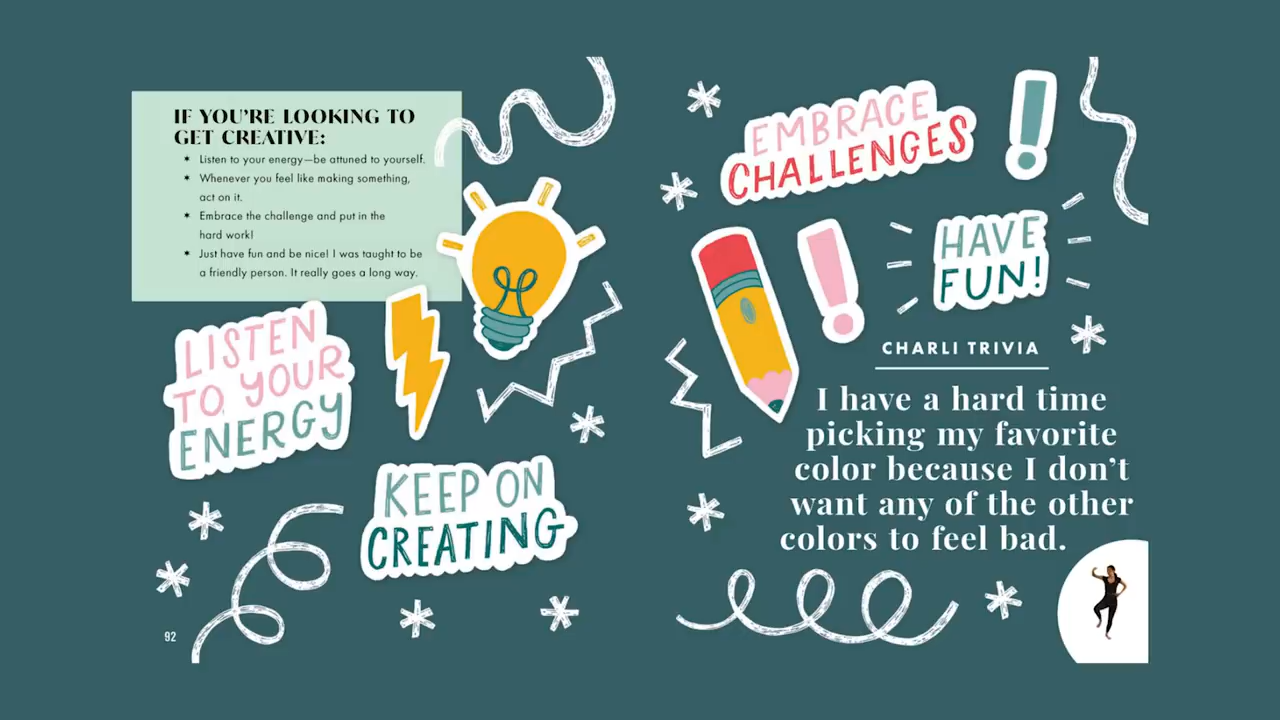 IF YOU'RE LOOKING TO
GET CREATIVE:
✶ Listen to your energy—be attuned to yourself.
✶ Whenever you feel like making something,
act on it.
✶ Embrace the challenge and put in the
hard work!
✶ Just have fun and be nice! I was taught to be
a friendly person. It really goes a long way.
LISTEN
TO YOUR
ENERGY
KEEP ON
CREATING
92
EMBRACE
CHALLENGES
!
HAVE
FUN!
!
CHARLI TRIVIA
I have a hard time
picking my favorite
color because I don't
want any of the other
colors to feel bad.